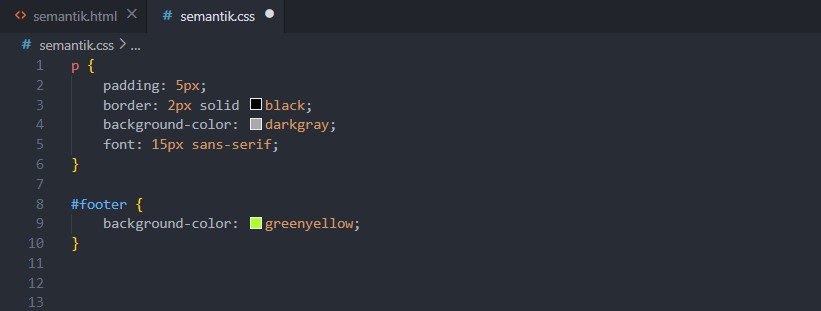 <> semantik.html × # semantik.css ●
# semantik.css > ...
1 p {
2     padding: 5px;
3     border: 2px solid black;
4     background-color: darkgray;
5     font: 15px sans-serif;
6 }
7
8 #footer {
9     background-color: greenyellow;
10 }
11
12
13